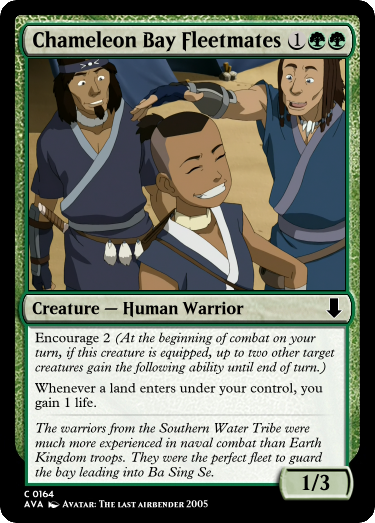 Chameleon Bay Fleetmates 1
Creature — Human Warrior
Encourage 2 (At the beginning of combat on your
turn, if this creature is equipped, up to two other target
creatures gain the following ability until end of turn.)
Whenever a land enters under your control, you
gain 1 life.
The warriors from the Southern Water Tribe were
much more experienced in naval combat than Earth
Kingdom troops. They were the perfect fleet to guard
the bay leading into Ba Sing Se.
1/3
C 0164
AVA Avatar: The last airbender 2005